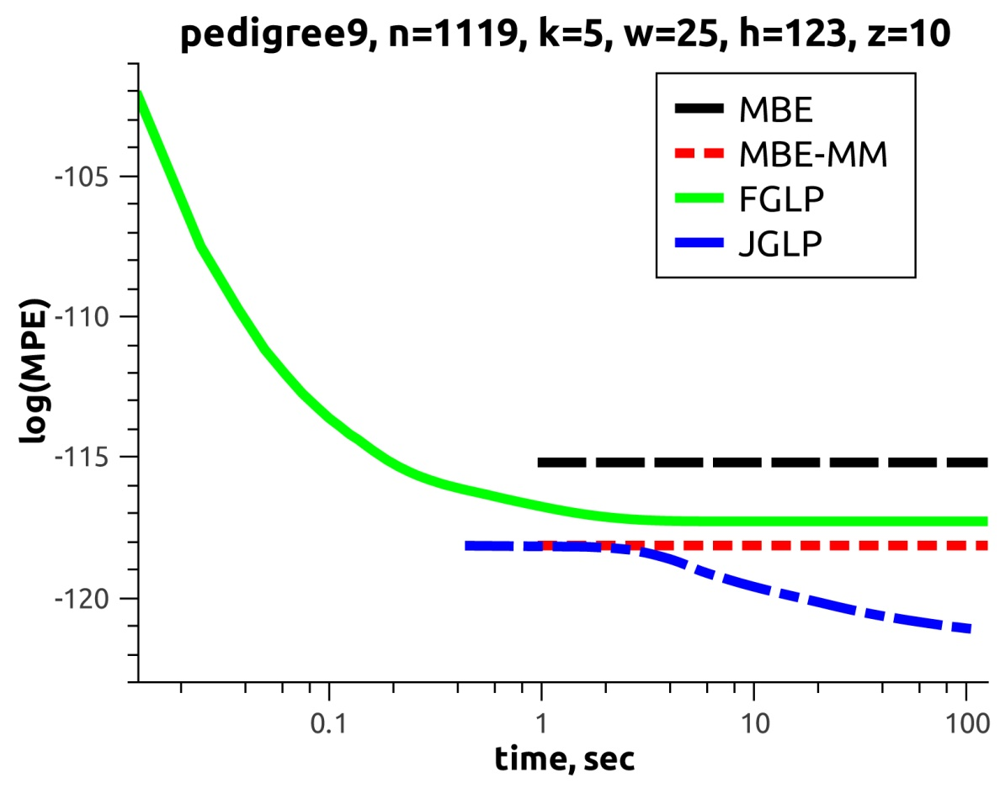 pedigree9, n=1119, k=5, w=25, h=123, z=10
MBE
MBE-MM
FGLP
JGLP
log(MPE)
-105
-110
-115
-120
0.1 1 10 100
time, sec